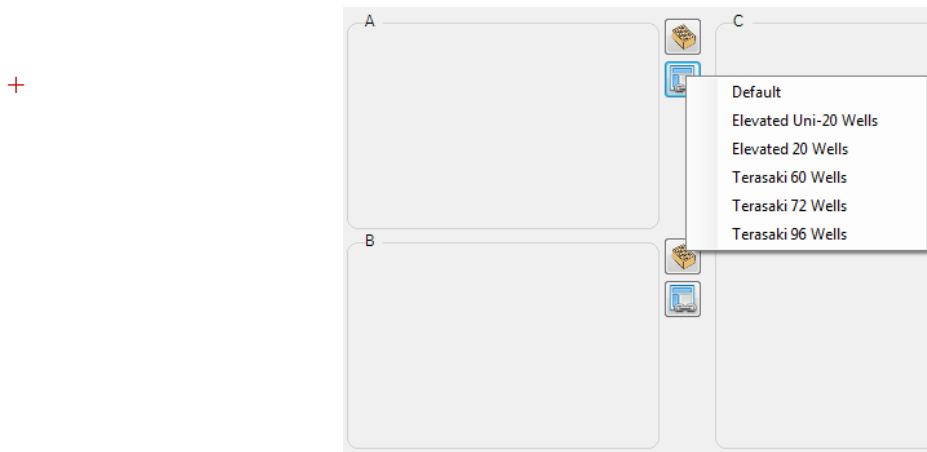 A
C
Default
Elevated Uni-20 Wells
Elevated 20 Wells
Terasaki 60 Wells
Terasaki 72 Wells
Terasaki 96 Wells
B